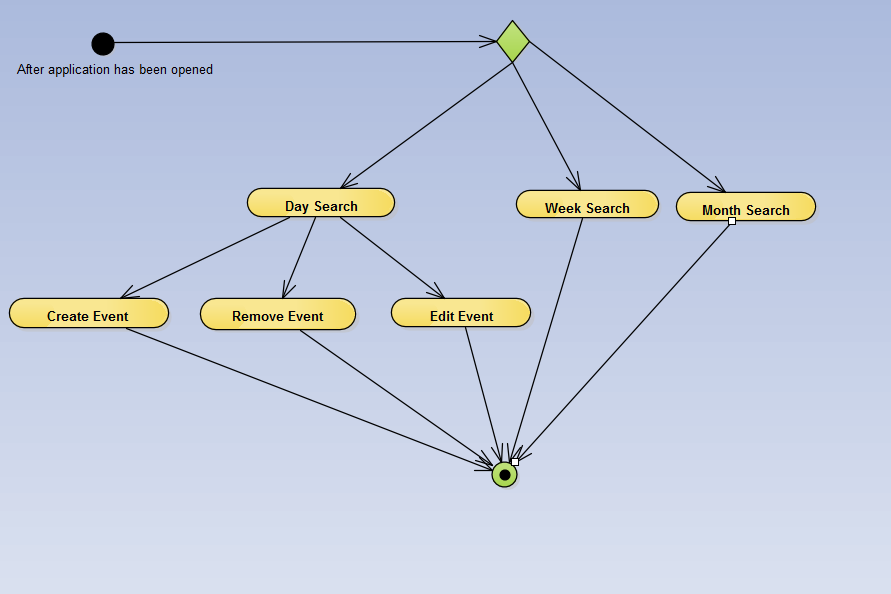 After application has been opened
Day Search
Week Search
Month Search
Create Event
Remove Event
Edit Event